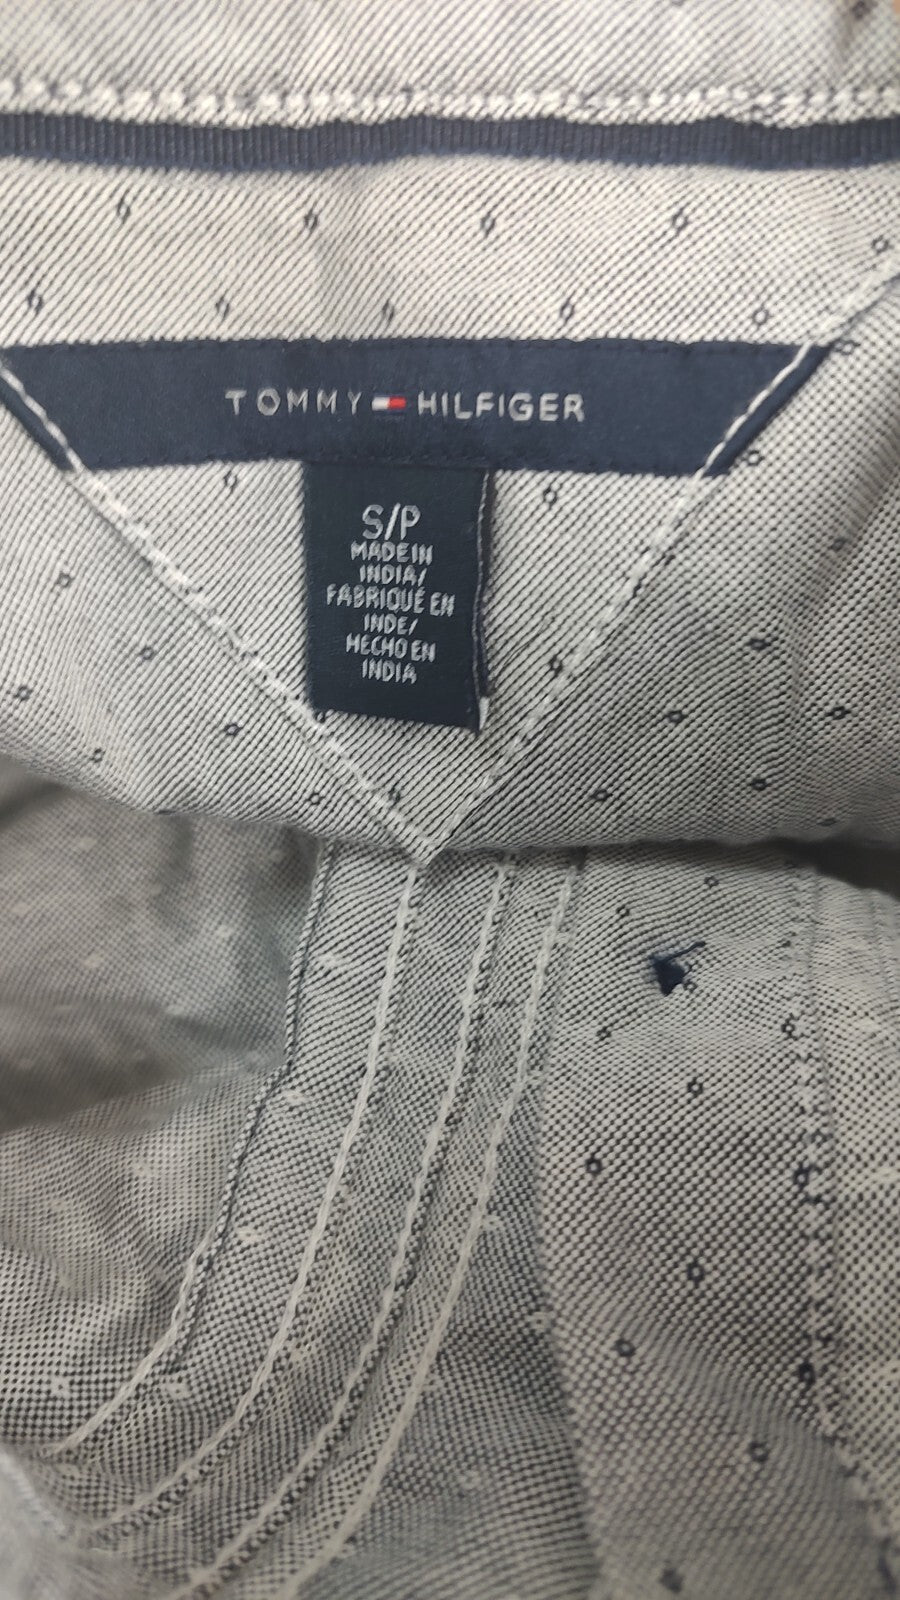 TOMMY HILFIGER
S/P
MADE IN
INDIA/
FABRIQUÉ EN
INDE/
HECHO EN
INDIA